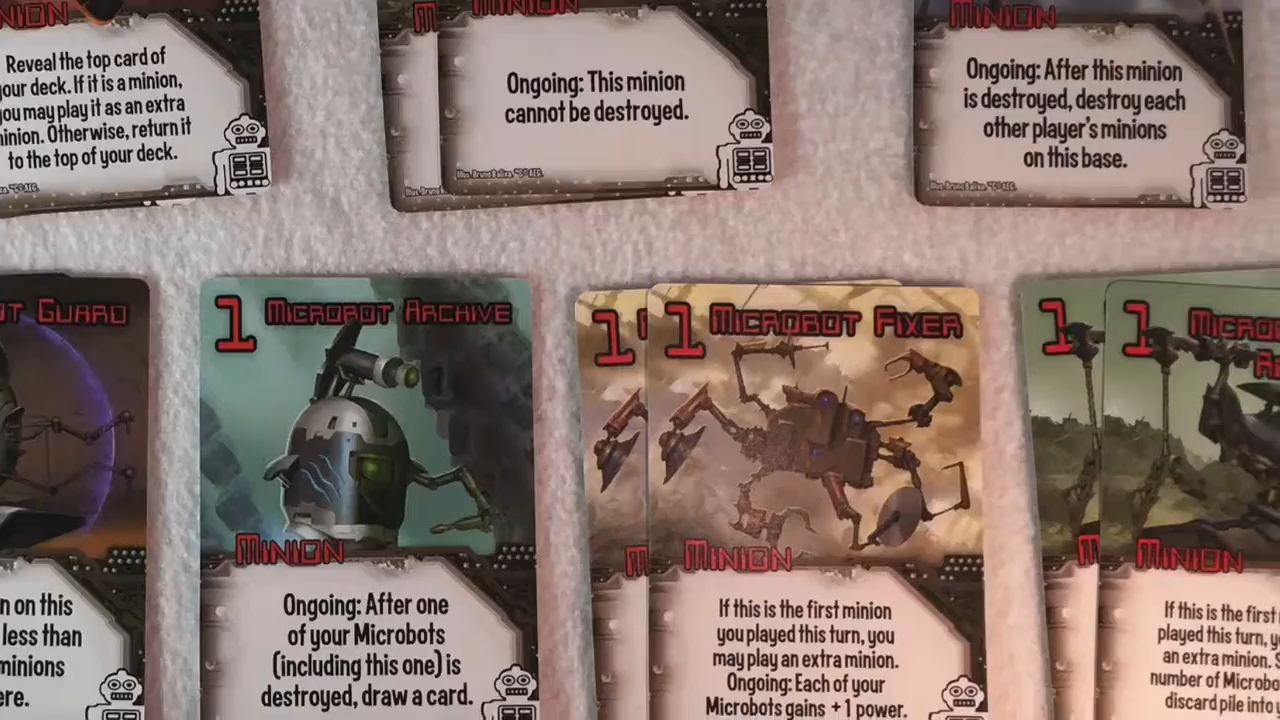 MINION
Reveal the top card of
your deck. If it is a minion,
you may play it as an extra
minion. Otherwise, return it
to the top of your deck.
MINION
Ongoing: This minion
cannot be destroyed.
MINION
Ongoing: After this minion
is destroyed, destroy each
other player's minions
on this base.
Illus. Bruno Balixa.
GUARD
n on this
less than
minions
ere.
1 MICROBOT ARCHIVE
MINION
Ongoing: After one
of your Microbots
(including this one) is
destroyed, draw a card.
1
1 MICROBOT FIXER
MINION
If this is the first minion
you played this turn, you
may play an extra minion.
Ongoing: Each of your
Microbots gains +1 power.
1
1
MINION
If this is the first
played this turn, y
an extra minion. S
number of Microbo
discard pile into y